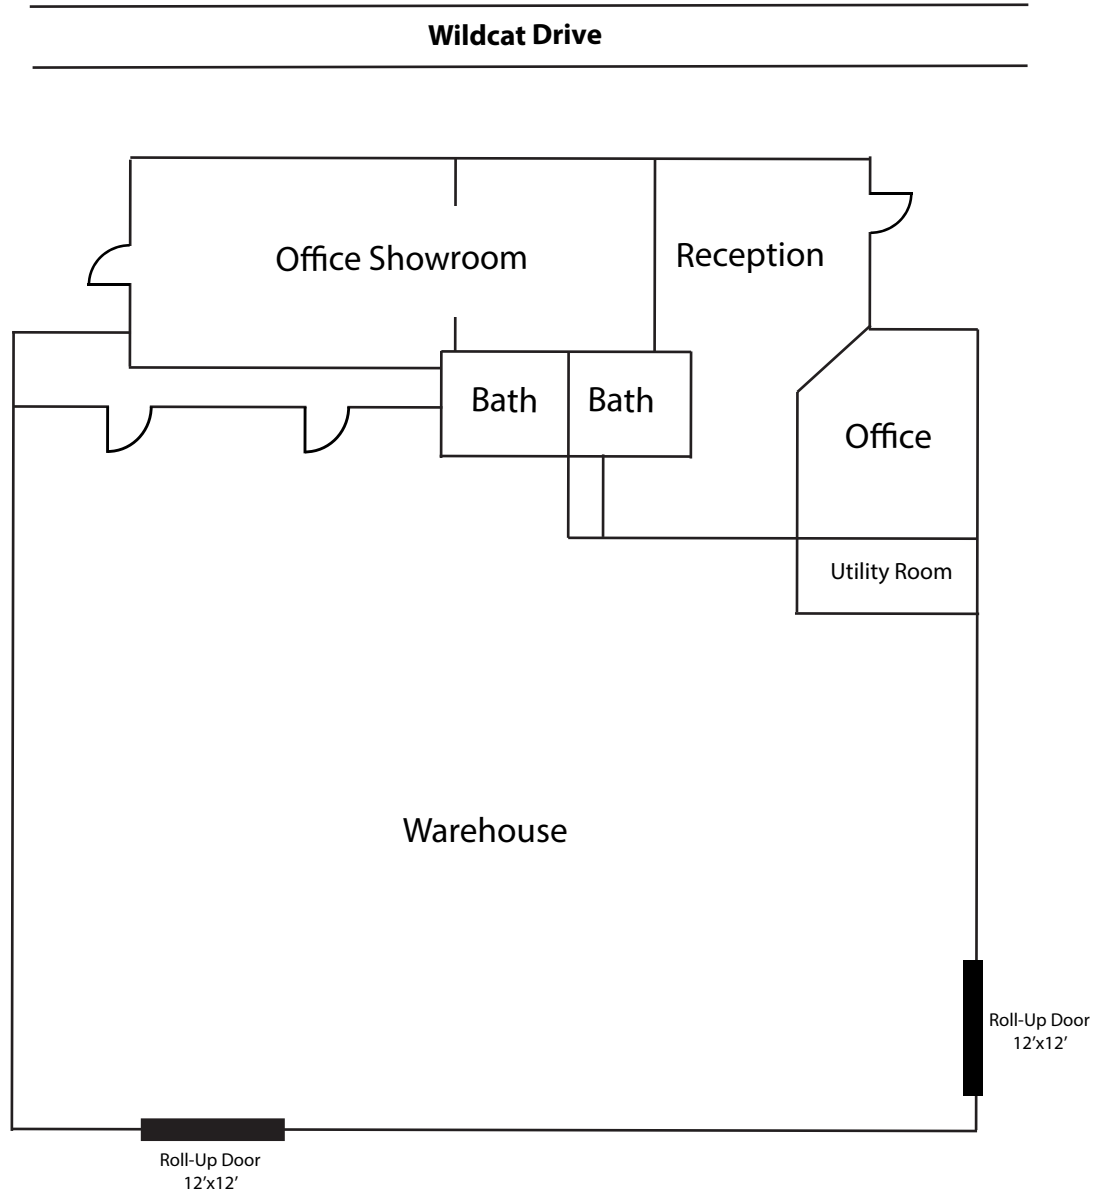 Wildcat Drive
Office Showroom
Reception
Bath
Bath
Office
Utility Room
Warehouse
Roll-Up Door
12’x12’
Roll-Up Door
12’x12’